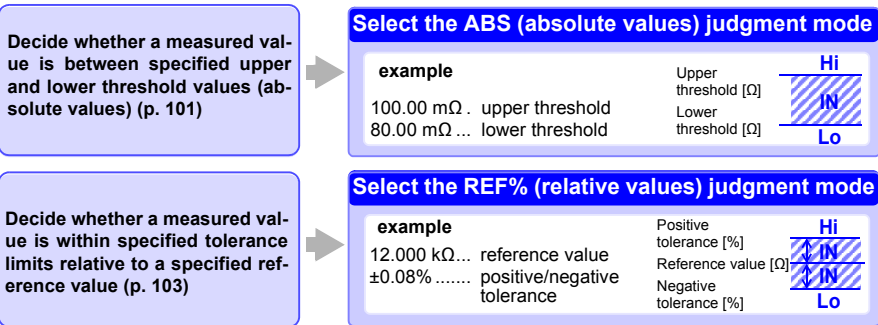 Decide whether a measured val-
ue is between specified upper
and lower threshold values (ab-
solute values) (p. 101)
Select the ABS (absolute values) judgment mode
example
100.00 mΩ . upper threshold
80.00 mΩ ... lower threshold
Upper
threshold [Ω]
Lower
threshold [Ω]
Hi
IN
Lo
Decide whether a measured val-
ue is within specified tolerance
limits relative to a specified ref-
erence value (p. 103)
Select the REF% (relative values) judgment mode
example
12.000 kΩ... reference value
±0.08% ....... positive/negative
tolerance
Positive
tolerance [%]
Reference value [Ω]
Negative
tolerance [%]
Hi
IN
IN
Lo